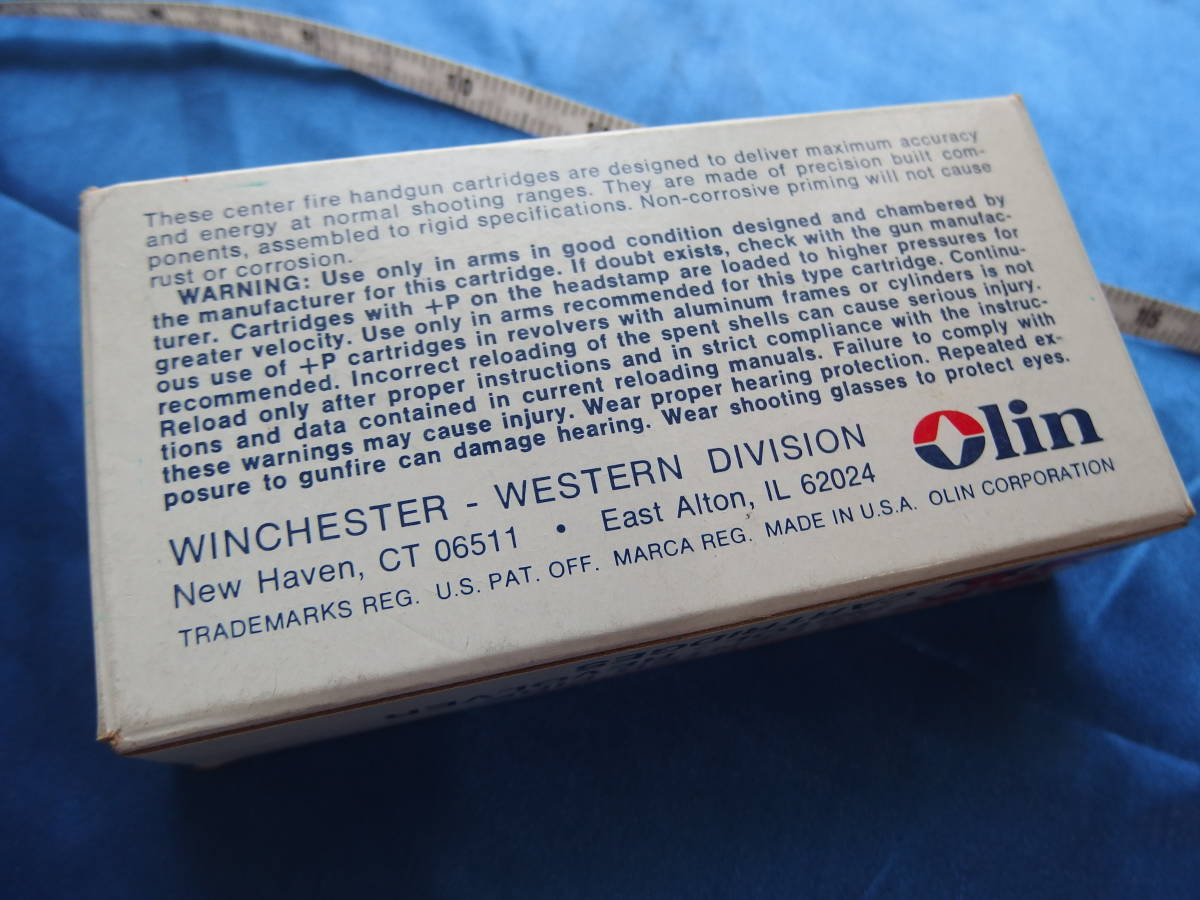 These center fire handgun cartridges are designed to deliver maximum accuracy
and energy at normal shooting ranges. They are made of precision built com-
ponents, assembled to rigid specifications. Non-corrosive priming will not cause
rust or corrosion.
WARNING: Use only in arms in good condition designed and chambered by
the manufacturer for this cartridge. If doubt exists, check with the gun manufac-
turer. Cartridges with +P on the headstamp are loaded to higher pressures for
greater velocity. Use only in arms recommended for this type cartridge. Continu-
ous use of +P cartridges in revolvers with aluminum frames or cylinders is not
recommended. Incorrect reloading of the spent shells can cause serious injury.
Reload only after proper instructions and in strict compliance with the instruc-
tions and data contained in current reloading manuals. Failure to comply with
these warnings may cause injury. Wear proper hearing protection. Repeated ex-
posure to gunfire can damage hearing. Wear shooting glasses to protect eyes.
Olin
WINCHESTER - WESTERN DIVISION
New Haven, CT 06511 • East Alton, IL 62024
TRADEMARKS REG. U.S. PAT. OFF. MARCA REG. MADE IN U.S.A. OLIN CORPORATION